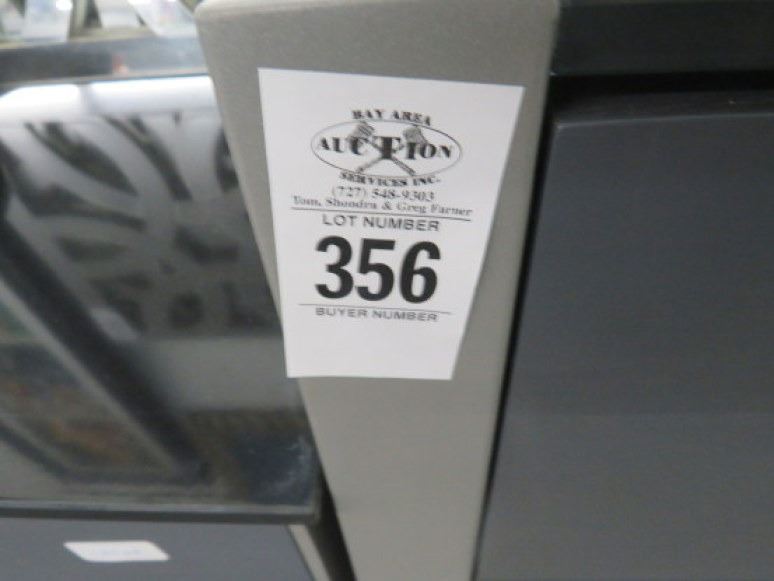 BAY AREA
AUCTION
SERVICES INC.
(727) 548-9303
Tom, Shondra & Greg Farner
LOT NUMBER
356
BUYER NUMBER